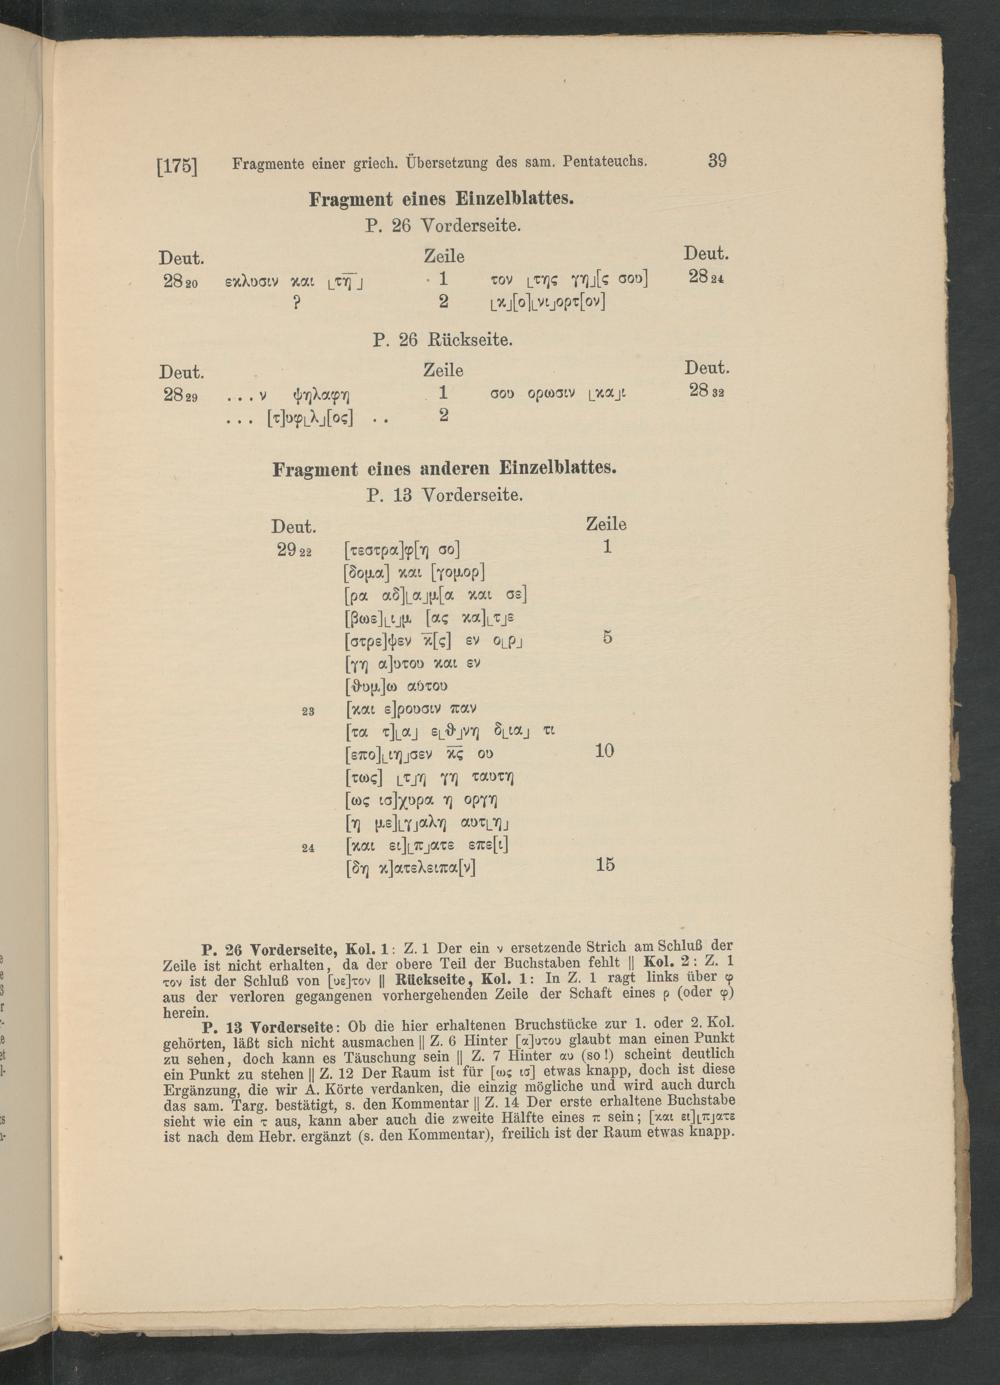 [175] Fragmente einer griech. Übersetzung des sam. Pentateuchs. 39
Fragment eines Einzelblattes.
P. 26 Vorderseite.
Deut. Zeile Deut.
28 20 εκλυσιν και ⌊τη̅⌋ 1 τον ⌊της γη⌋[ς σου] 28 24
? 2 ⌊κ⌋[ο]⌊νι⌋ορτ[ον]
P. 26 Rückseite.
Deut. Zeile Deut.
28 29 ...ν ψηλαφη 1 σου ορωσιν ⌊κα⌋ι 28 32
... [τ]υφ⌊λ⌋[ος] .. 2
Fragment eines anderen Einzelblattes.
P. 13 Vorderseite.
Deut. Zeile
29 22 [τεστρα]φ[η σο] 1
[δομα] και [γομορ]
[ρα αδ]⌊α⌋μ[α και σε]
[βωε]⌊ι⌋μ [ας κα]⌊τ⌋ε
[στρε]ψεν κ̅[ς] εν ο⌊ρ⌋ 5
[γη α]υτου και εν
[θυμ]ω αύτου
23 [και ε]ρουσιν παν
[τα τ]⌊α⌋ ε⌊θ⌋νη δ⌊ια⌋ τι
[επο]⌊ιη⌋σεν κ̅ς̅ ου 10
[τως] ⌊τ⌋η γη ταυτη
[ως ισ]χυρα η οργη
[η με]⌊γ⌋αλη αυτ⌊η⌋
24 [και ει]⌊π⌋ατε επε[ι]
[δη κ]ατελειπα[ν] 15
P. 26 Vorderseite, Kol. 1: Z. 1 Der ein ν ersetzende Strich am Schluß der
Zeile ist nicht erhalten, da der obere Teil der Buchstaben fehlt || Kol. 2: Z. 1
τον ist der Schluß von [υε]τον || Rückseite, Kol. 1: In Z. 1 ragt links über φ
aus der verloren gegangenen vorhergehenden Zeile der Schaft eines ρ (oder φ)
herein.
P. 13 Vorderseite: Ob die hier erhaltenen Bruchstücke zur 1. oder 2. Kol.
gehörten, läßt sich nicht ausmachen || Z. 6 Hinter [α]υτου glaubt man einen Punkt
zu sehen, doch kann es Täuschung sein || Z. 7 Hinter αυ (so!) scheint deutlich
ein Punkt zu stehen || Z. 12 Der Raum ist für [ως ισ] etwas knapp, doch ist diese
Ergänzung, die wir A. Körte verdanken, die einzig mögliche und wird auch durch
das sam. Targ. bestätigt, s. den Kommentar || Z. 14 Der erste erhaltene Buchstabe
sieht wie ein τ aus, kann aber auch die zweite Hälfte eines π sein; [και ει]⌊π⌋ατε
ist nach dem Hebr. ergänzt (s. den Kommentar), freilich ist der Raum etwas knapp.